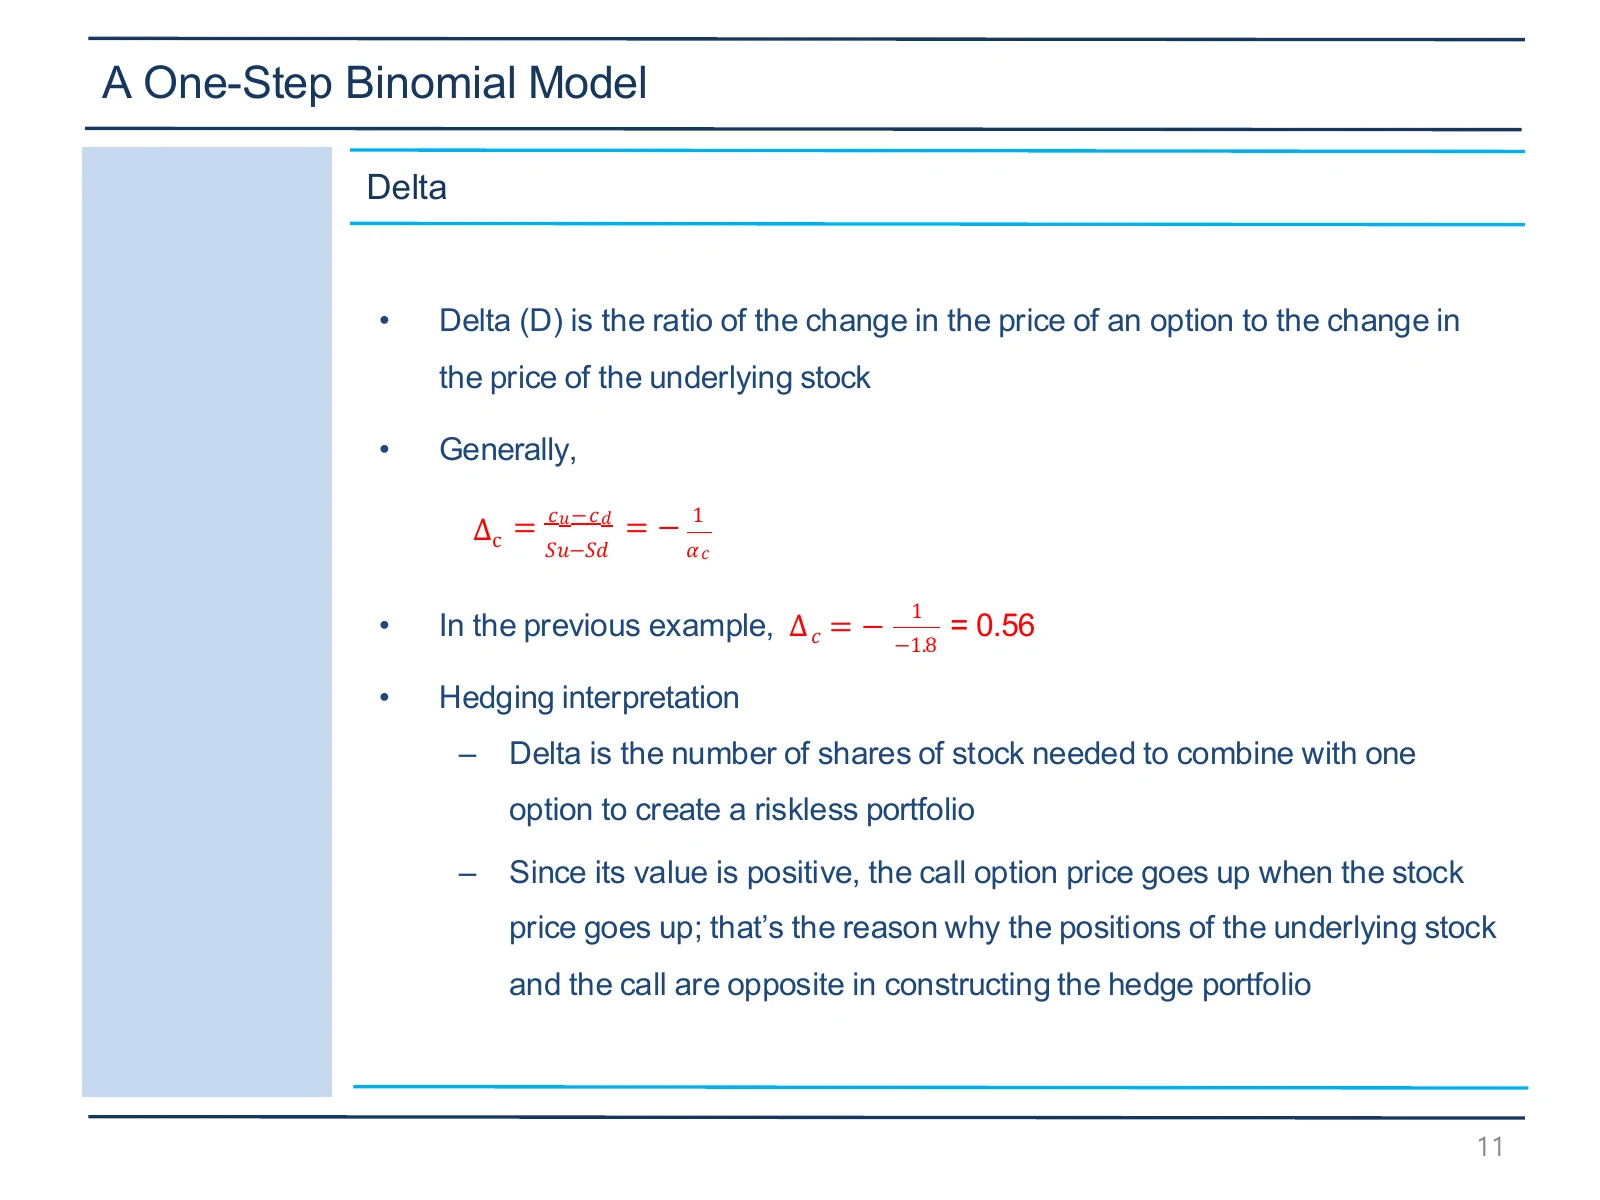 A One-Step Binomial Model
Delta
• Delta (D) is the ratio of the change in the price of an option to the change in
the price of the underlying stock
• Generally,
Δc = (cu−cd)/(Su−Sd) = − 1/αc
• In the previous example, Δc = − 1/−1.8 = 0.56
• Hedging interpretation
– Delta is the number of shares of stock needed to combine with one
option to create a riskless portfolio
– Since its value is positive, the call option price goes up when the stock
price goes up; that’s the reason why the positions of the underlying stock
and the call are opposite in constructing the hedge portfolio
11